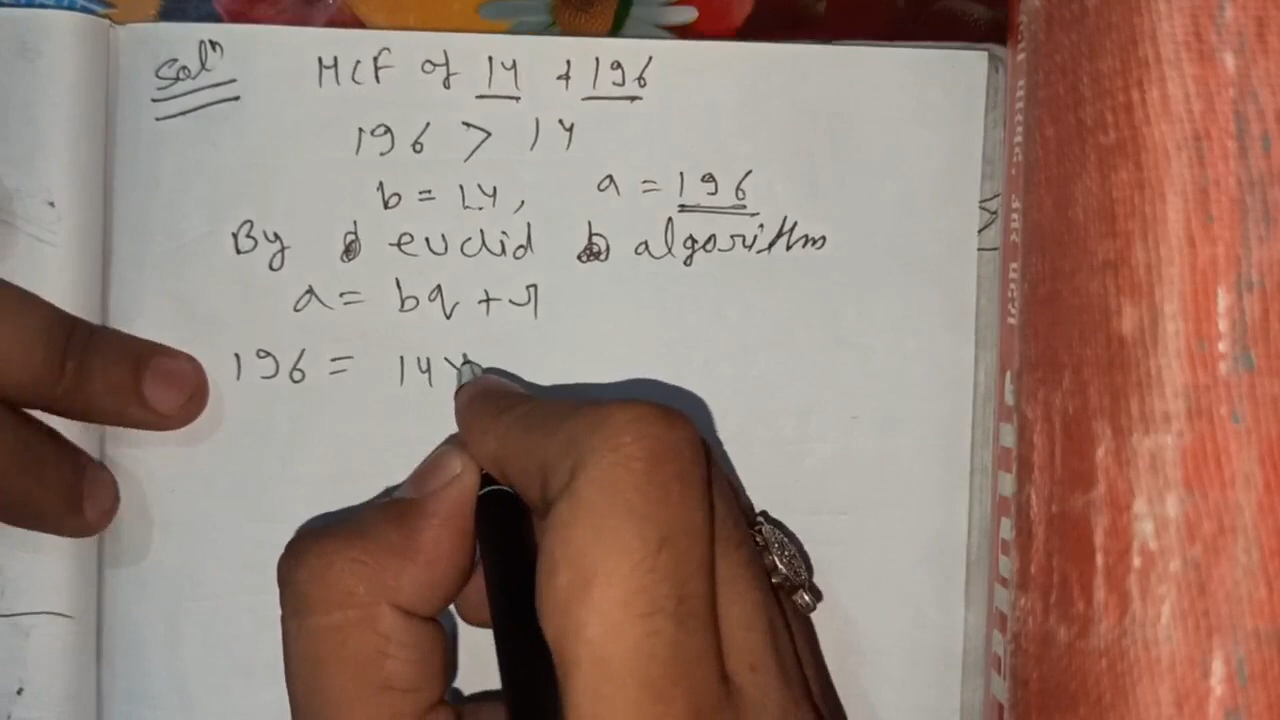 Solⁿ
HCF of 14 & 196
196 > 14
b = 14, a = 196
By euclid algorithm
a = bq + r
196 = 14 ×